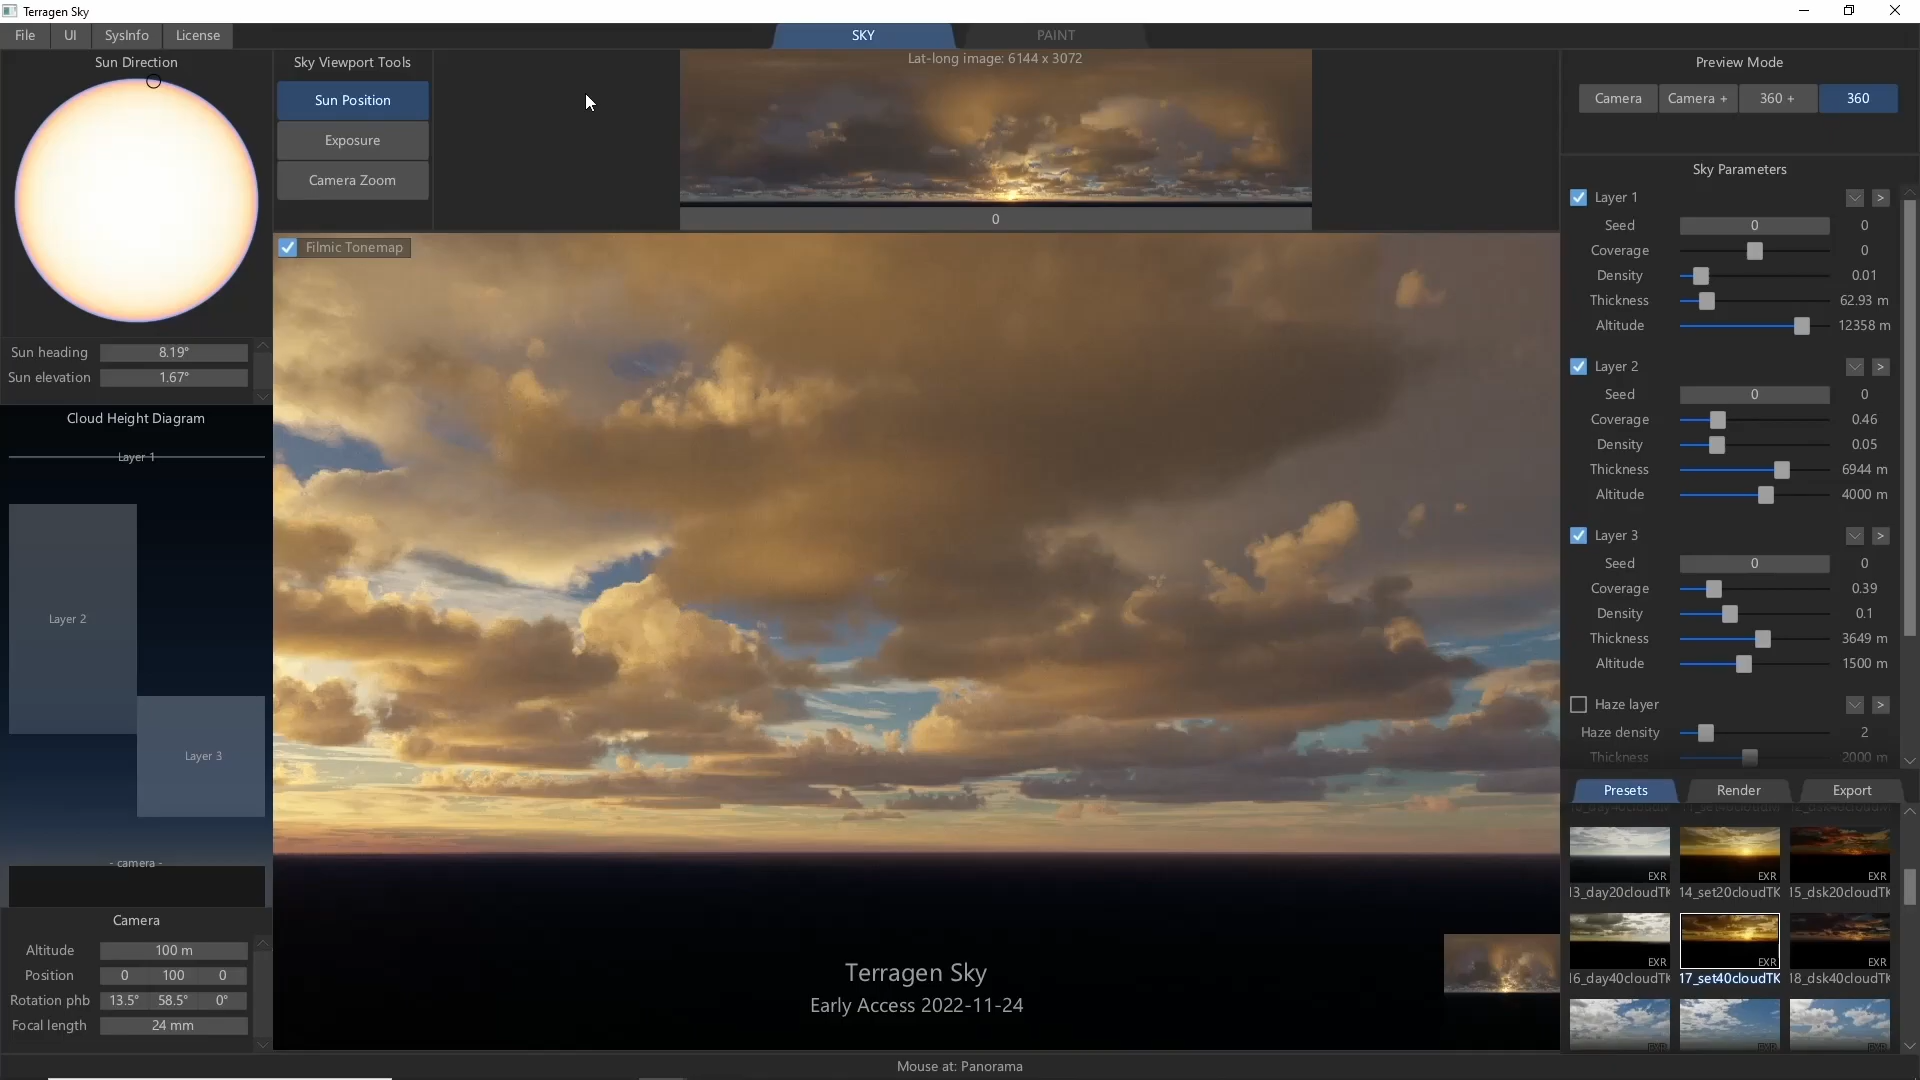 Terragen Sky
File UI SysInfo License SKY PAINT
Sun Direction
Sky Viewport Tools
Sun Position
Exposure
Camera Zoom
Lat-long image: 6144 x 3072
0
Filmic Tonemap
Sun heading 8.19°
Sun elevation 1.67°
Cloud Height Diagram
Layer 1
Layer 2
Layer 3
- camera -
Camera
Altitude 100 m
Position 0 100 0
Rotation phb 13.5° 58.5° 0°
Focal length 24 mm
Terragen Sky
Early Access 2022-11-24
Preview Mode
Camera Camera + 360 + 360
Sky Parameters
Layer 1 >
Seed 0 0
Coverage 0
Density 0.01
Thickness 62.93 m
Altitude 12358 m
Layer 2 >
Seed 0 0
Coverage 0.46
Density 0.05
Thickness 6944 m
Altitude 4000 m
Layer 3 >
Seed 0 0
Coverage 0.39
Density 0.1
Thickness 3649 m
Altitude 1500 m
Haze layer >
Haze density 2
Thickness 2000 m
Presets Render Export
EXR EXR EXR
13_day20cloudTK 14_set20cloudTK 15_dsk20cloudTK
EXR EXR EXR
16_day40cloudTK 17_set40cloudTK 18_dsk40cloudTK
Mouse at: Panorama